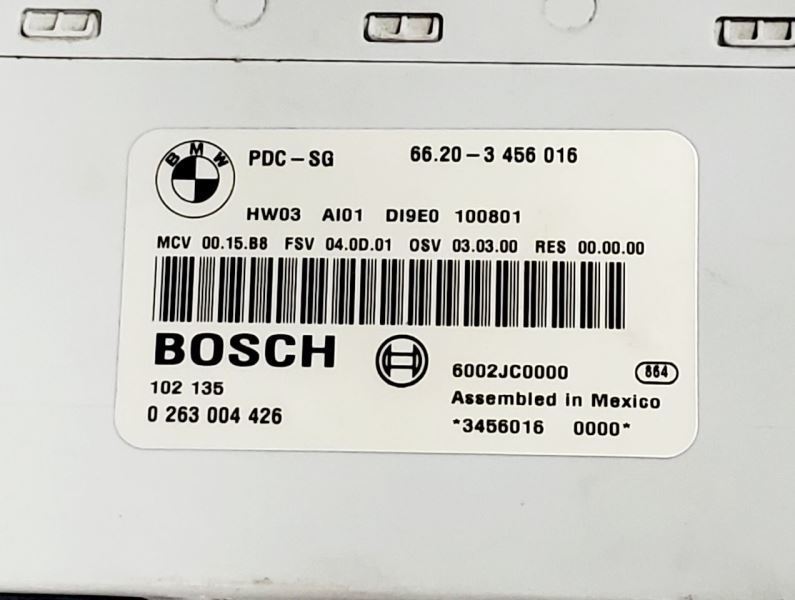 BMW
PDC-SG 66.20-3 456 016
HW03 AI01 DI9E0 100801
MCV 00.15.B8 FSV 04.0D.01 OSV 03.03.00 RES 00.00.00
BOSCH
6002JC0000 864
102 135
Assembled in Mexico
0 263 004 426
*3456016 0000*